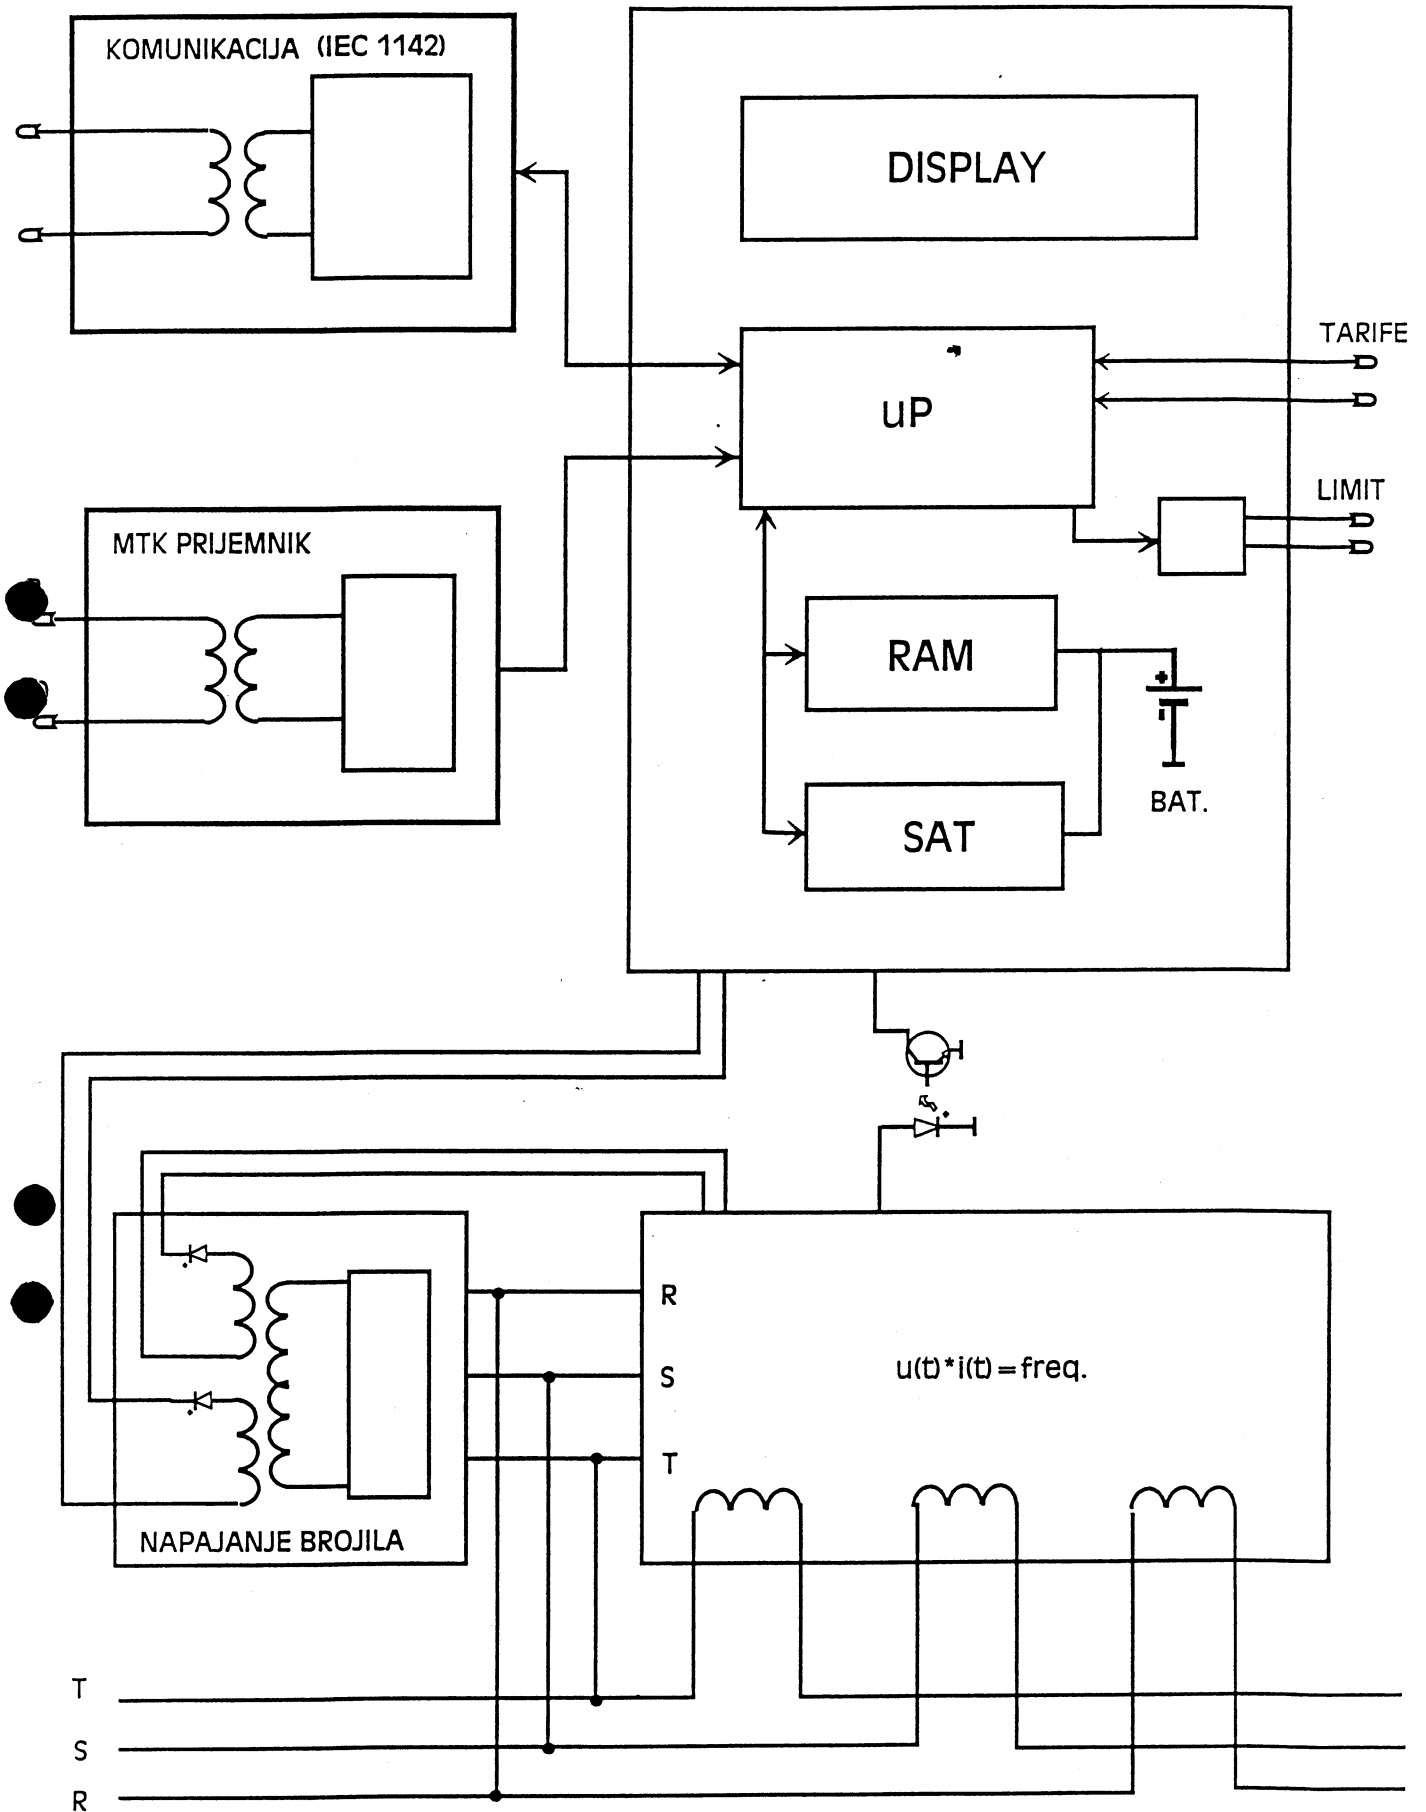 KOMUNIKACIJA (IEC 1142)
DISPLAY
TARIFE
uP
LIMIT
MTK PRIJEMNIK
RAM
+
-
BAT.
SAT
R
S
T
u(t)*i(t)=freq.
NAPAJANJE BROJILA
T
S
R